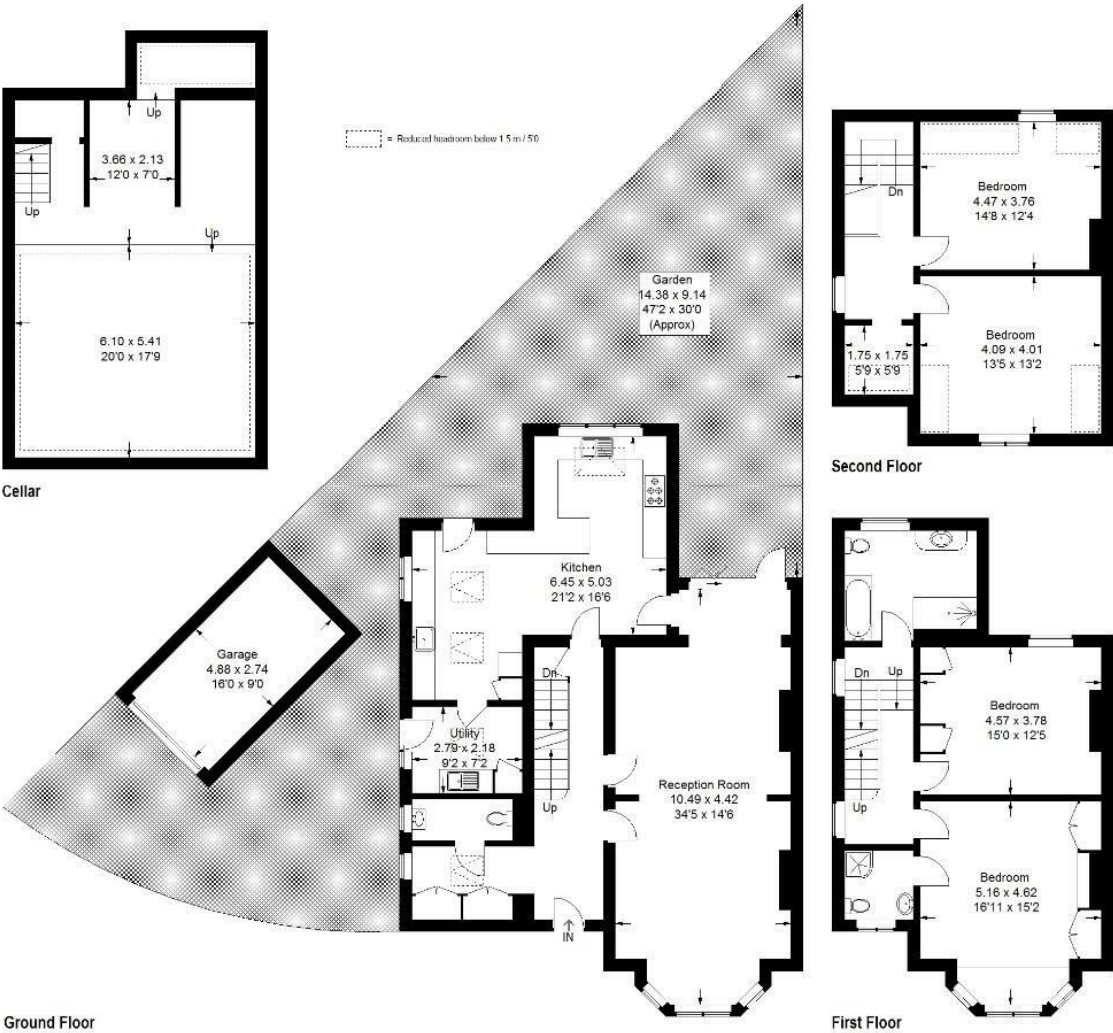 Up
3.66 x 2.13
12'0 x 7'0
Up
Up
6.10 x 5.41
20'0 x 17'9
Cellar
= Reduced headroom below 1.5 m / 5'0
Garden
14.38 x 9.14
47'2 x 30'0
(Approx)
Garage
4.88 x 2.74
16'0 x 9'0
Kitchen
6.45 x 5.03
21'2 x 16'6
Dn
Utility
2.79 x 2.18
9'2 x 7'2
Up
Reception Room
10.49 x 4.42
34'5 x 14'6
IN
Ground Floor
Dn
Bedroom
4.47 x 3.76
14'8 x 12'4
Bedroom
4.09 x 4.01
13'5 x 13'2
1.75 x 1.75
5'9 x 5'9
Second Floor
Dn
Up
Bedroom
4.57 x 3.78
15'0 x 12'5
Up
Bedroom
5.16 x 4.62
16'11 x 15'2
First Floor